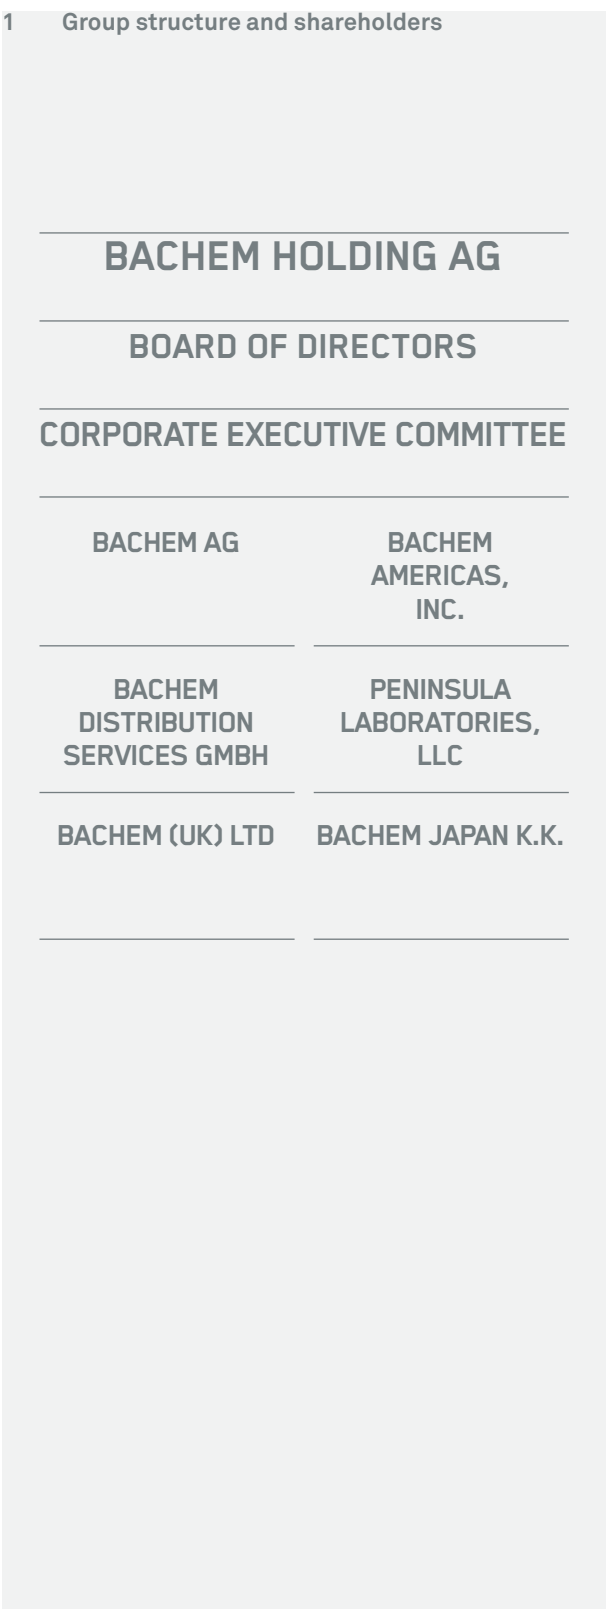 1 Group structure and shareholders
BACHEM HOLDING AG
BOARD OF DIRECTORS
CORPORATE EXECUTIVE COMMITTEE
BACHEM AG
BACHEM
AMERICAS,
INC.
BACHEM
DISTRIBUTION
SERVICES GMBH
PENINSULA
LABORATORIES,
LLC
BACHEM (UK) LTD
BACHEM JAPAN K.K.